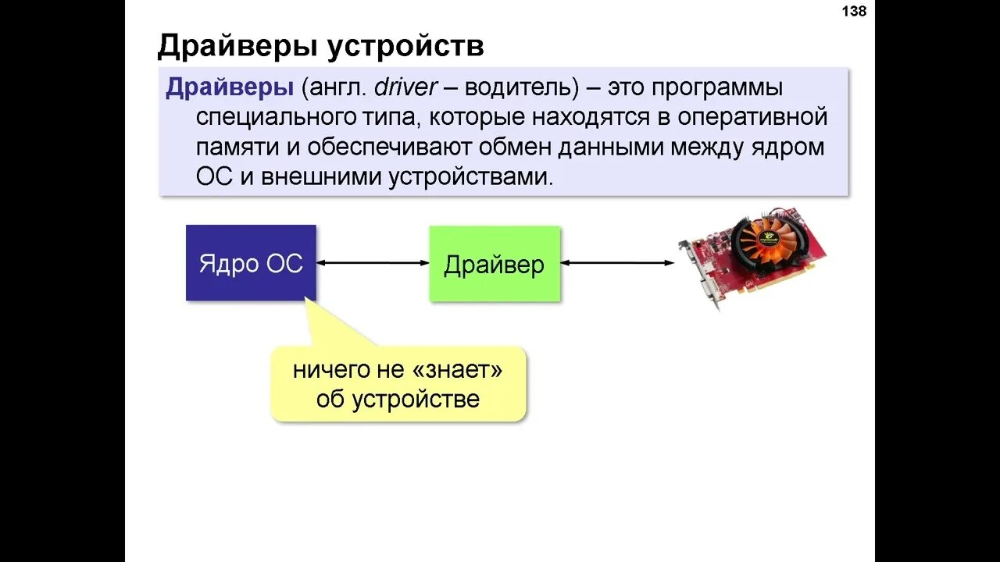 138
Драйверы устройств
Драйверы (англ. driver – водитель) – это программы
специального типа, которые находятся в оперативной
памяти и обеспечивают обмен данными между ядром
ОС и внешними устройствами.
Ядро ОС
Драйвер
ничего не «знает»
об устройстве